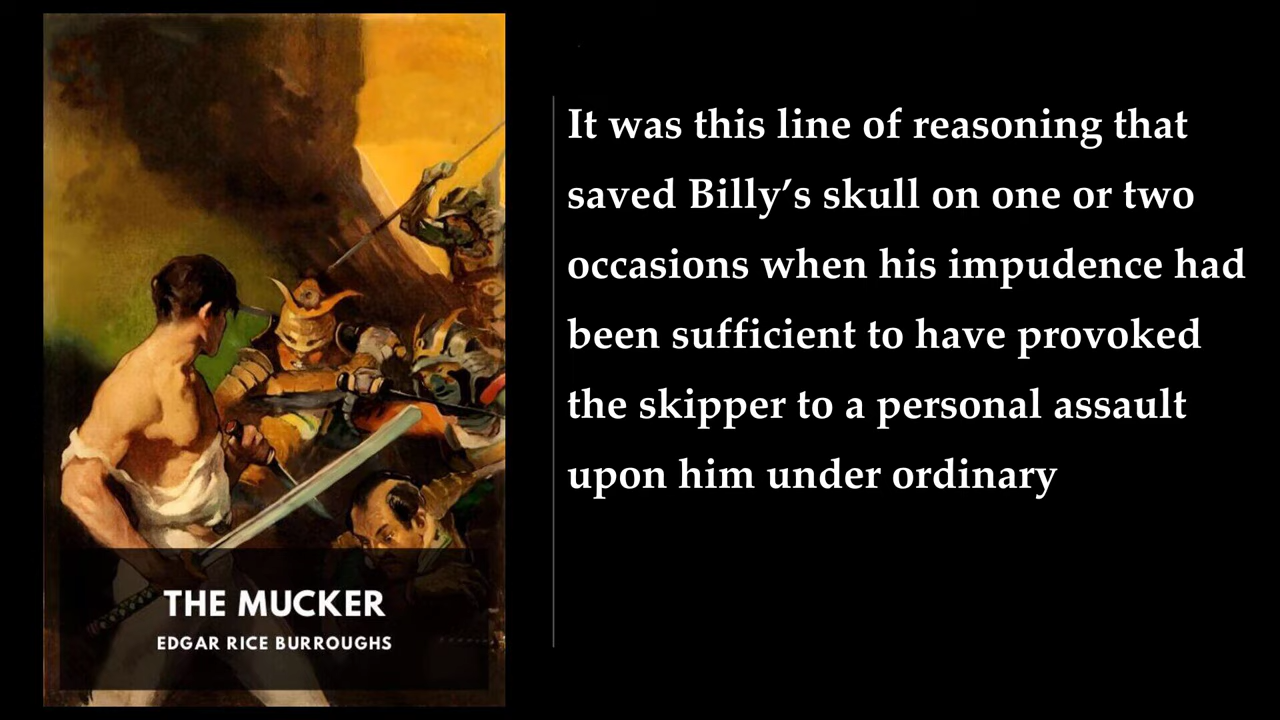 THE MUCKER
EDGAR RICE BURROUGHS
It was this line of reasoning that
saved Billy’s skull on one or two
occasions when his impudence had
been sufficient to have provoked
the skipper to a personal assault
upon him under ordinary